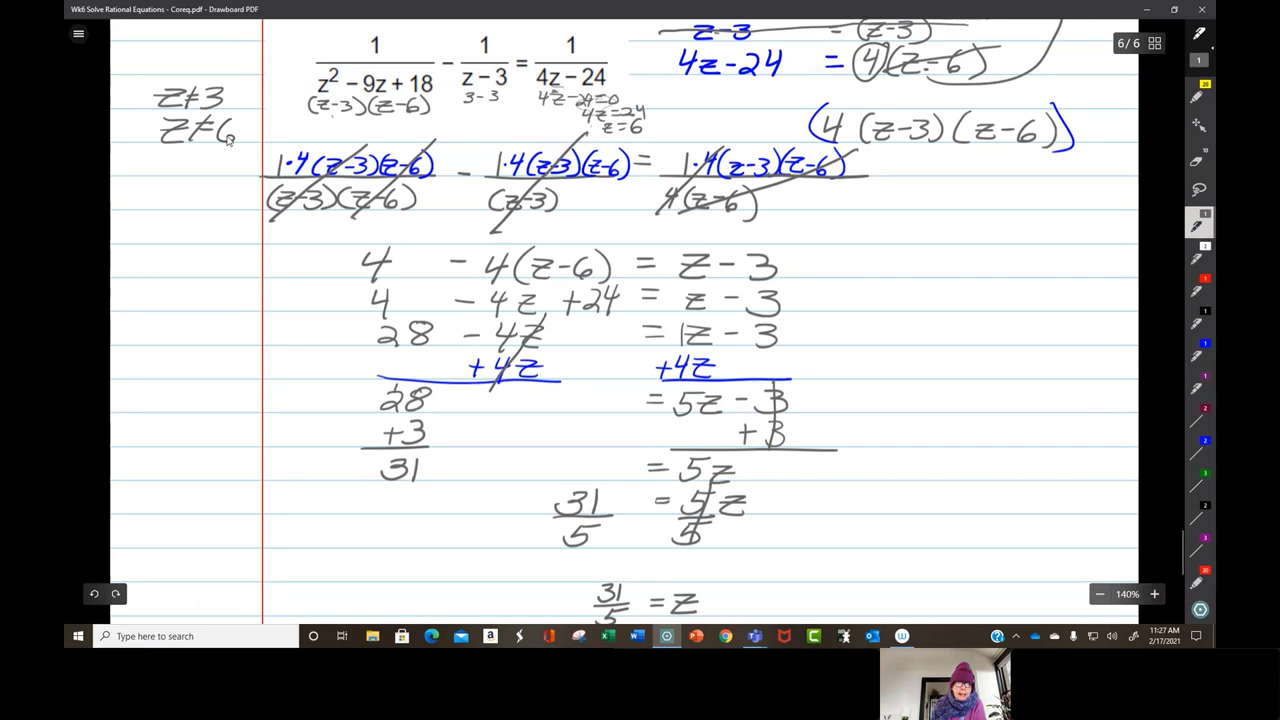 Wk6 Solve Rational Equations - Coreq.pdf - Drawboard PDF
6/6
1/(z² − 9z + 18) − 1/(z − 3) = 1/(4z − 24)
(z-3)(z-6)
3-3
4z-24=0
4z=24
z=6
z-3 = (z-3)
4z-24 = 4(z-6)
(4(z-3)(z-6))
z≠3
z≠6
1·4(z-3)(z-6)/(z-3)(z-6) - 1·4(z-3)(z-6)/(z-3) = 1·4(z-3)(z-6)/4(z-6)
4 - 4(z-6) = z-3
4 - 4z +24 = z-3
28 - 4z = 1z-3
+4z +4z
28 = 5z-3
+3 +3
31 = 5z
31/5 = 5z/5
31/5 = z
140%
Type here to search
11:27 AM
2/17/2021